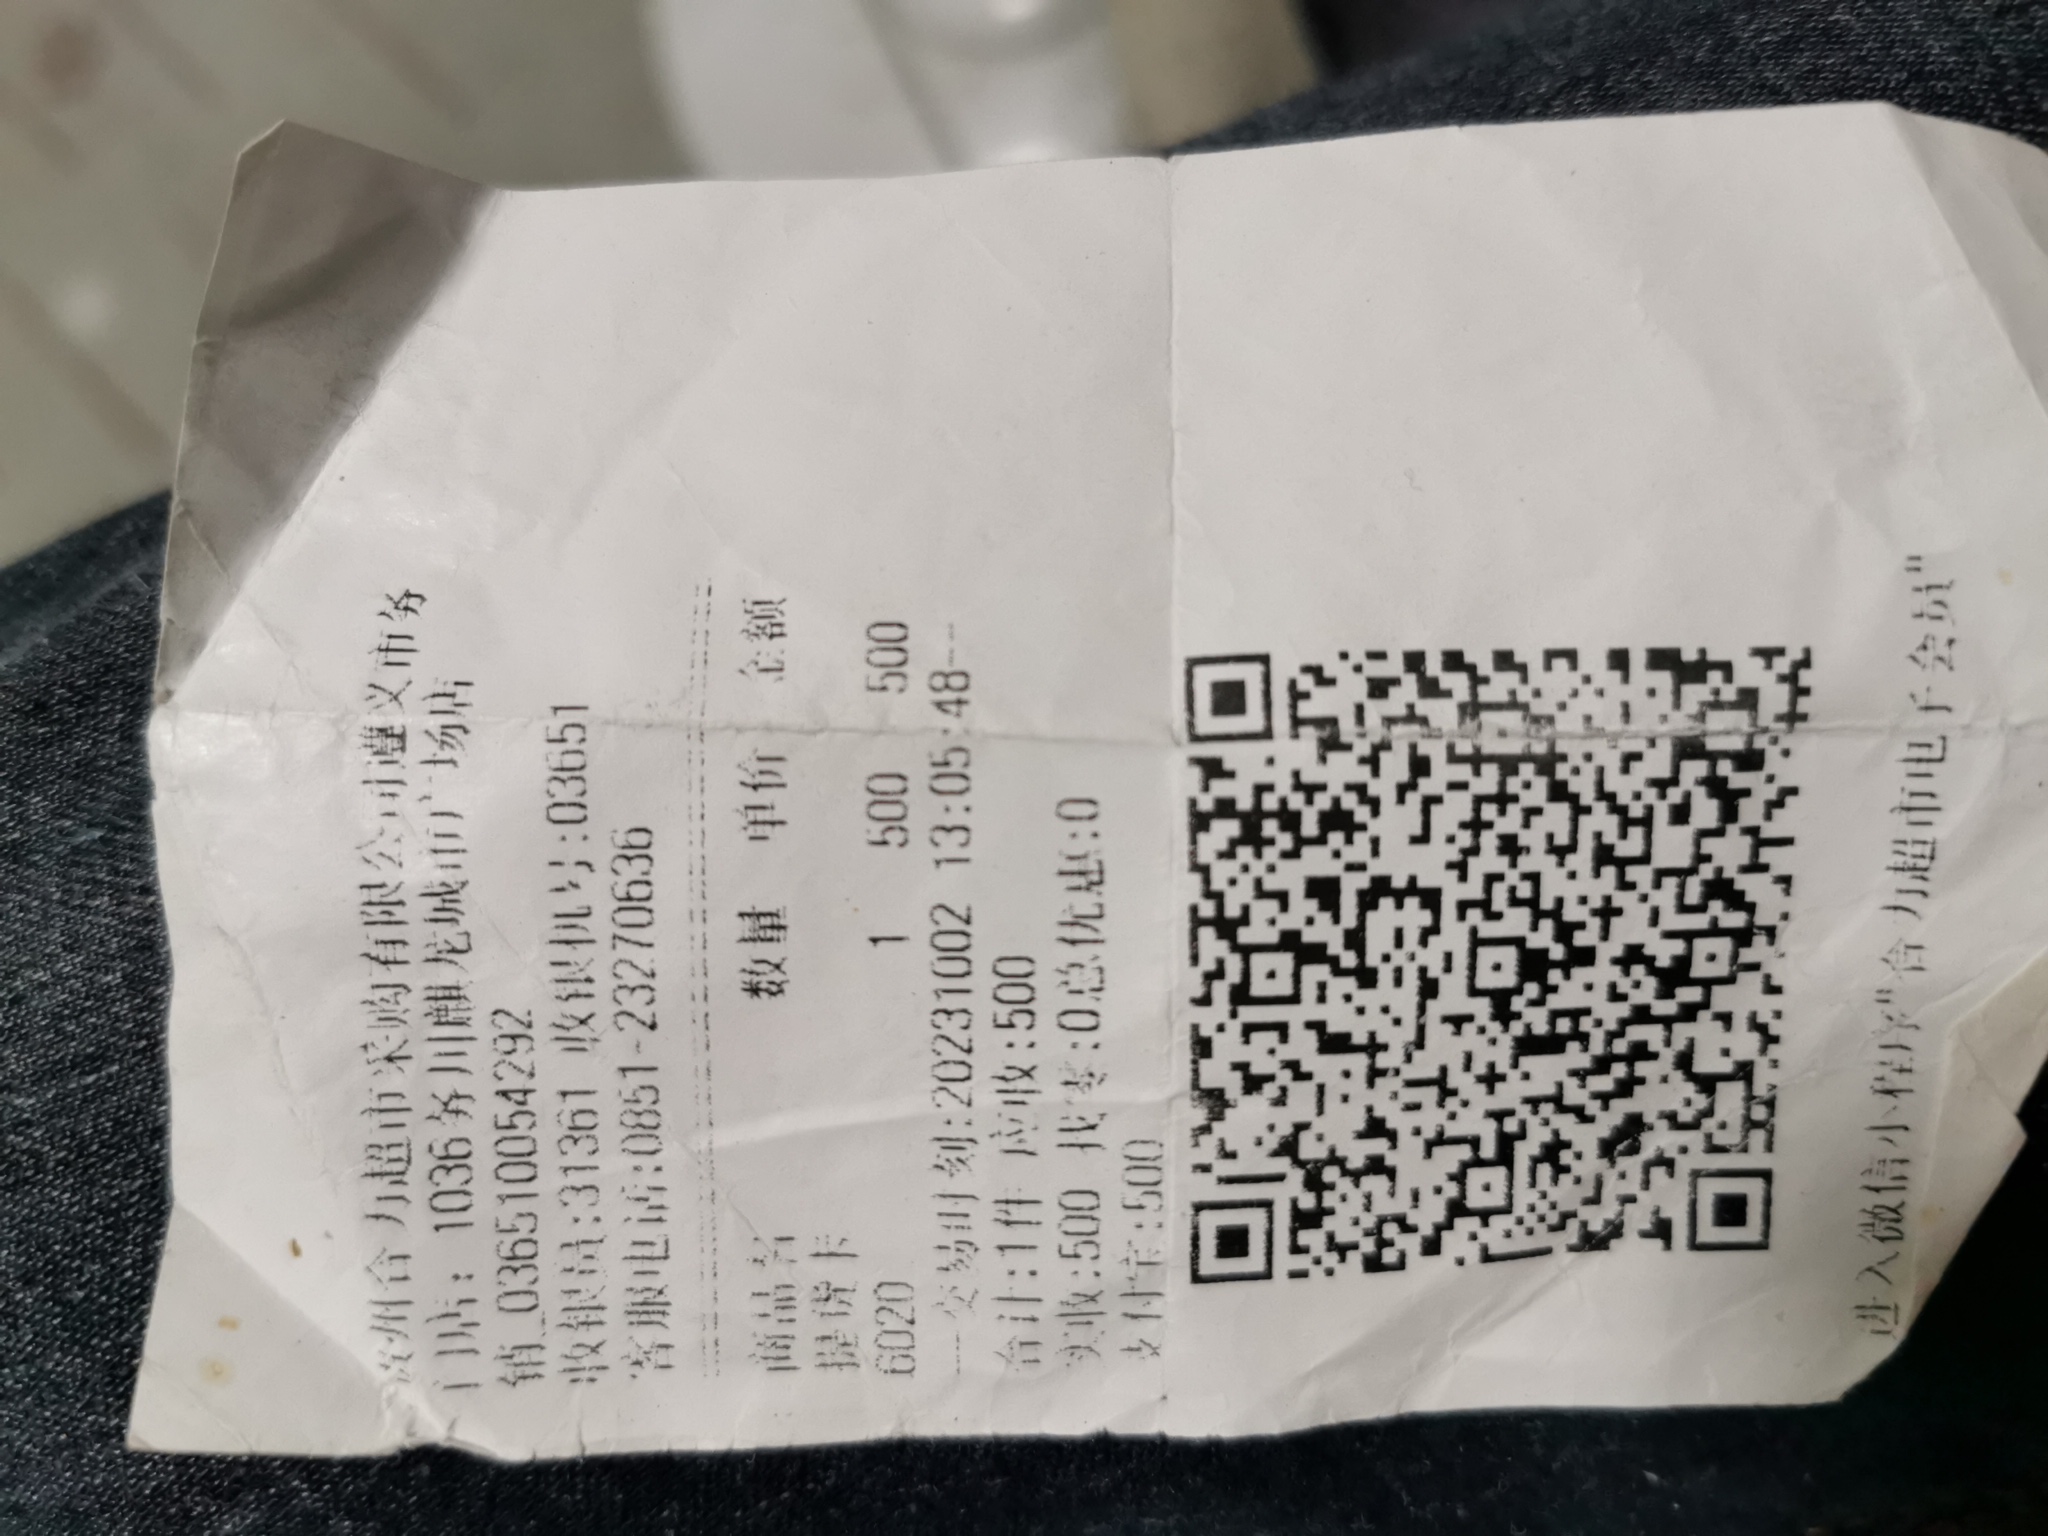 贵州合力超市采购有限公司遵义市务
门店：1036务川麒龙城市广场店
销_036510054292
收银员:31361 收银机号:03651
客服电话:0851-23270636
商品名 数量 单价 金额
提货卡
6020 1 500 500
----交易时刻:20231002 13:05:48----
合计:1件 应收:500
实收:500 找零:0总优惠:0
支付宝:500
进入微信小程序"合力超市电子会员"